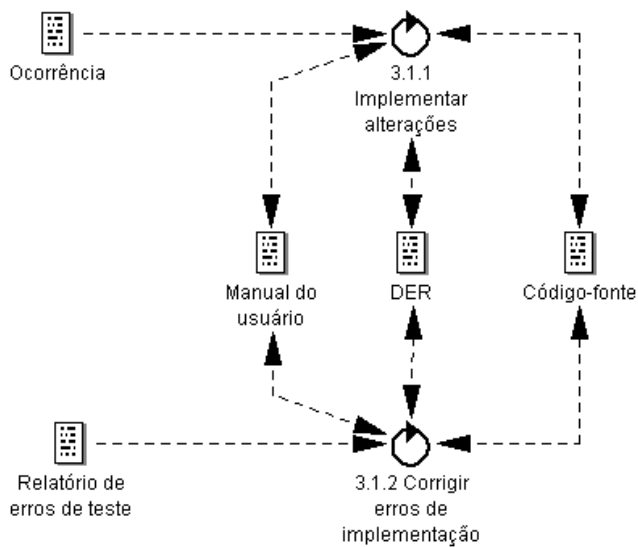 Ocorrência
3.1.1
Implementar
alterações
Manual do
usuário
DER
Código-fonte
Relatório de
erros de teste
3.1.2 Corrigir
erros de
implementação